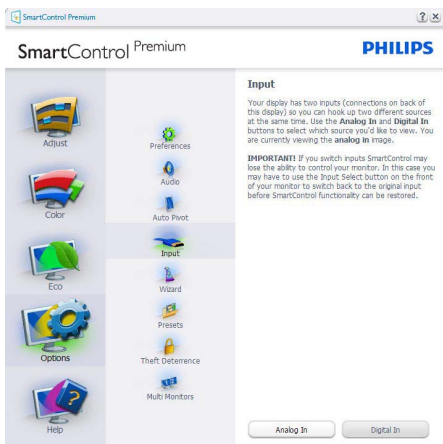 SmartControl Premium
SmartControl Premium
PHILIPS
Adjust
Color
Eco
Options
Help
Preferences
Audio
Auto Pivot
Input
Wizard
Presets
Theft Deterrence
Multi Monitors
Input
Your display has two inputs (connections on back of
this display) so you can hook up two different sources
at the same time. Use the Analog In and Digital In
buttons to select which source you'd like to view. You
are currently viewing the analog in image.
IMPORTANT! If you switch inputs SmartControl may
lose the ability to control your monitor. In this case you
may have to use the Input Select button on the front
of your monitor to switch back to the original input
before SmartControl functionality can be restored.
Analog In
Digital In